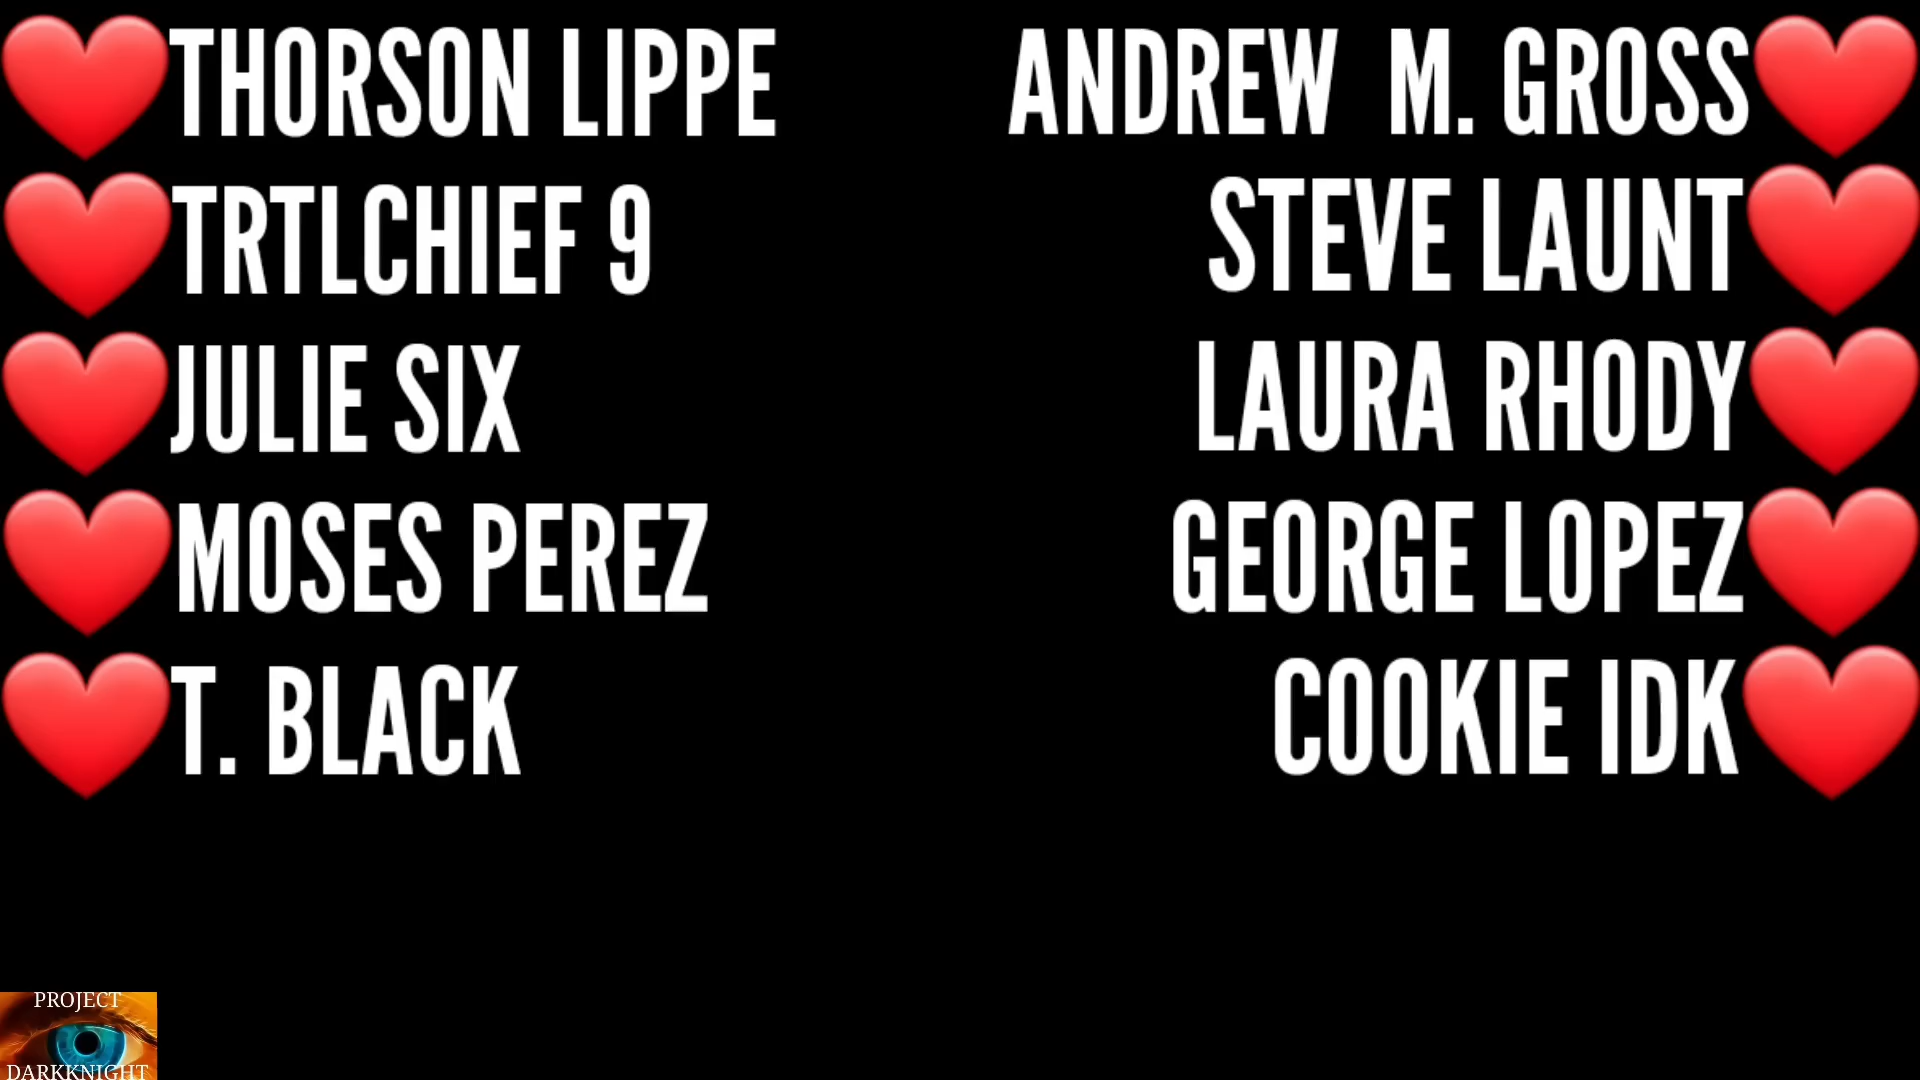 THORSON LIPPE
TRTLCHIEF 9
JULIE SIX
MOSES PEREZ
T. BLACK
ANDREW M. GROSS
STEVE LAUNT
LAURA RHODY
GEORGE LOPEZ
COOKIE IDK
PROJECT
DARKKNIGHT